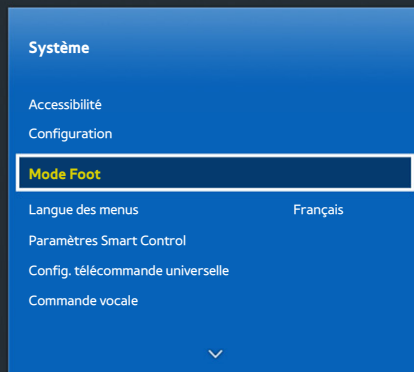 Système
Accessibilité
Configuration
Mode Foot
Langue des menus Français
Paramètres Smart Control
Config. télécommande universelle
Commande vocale